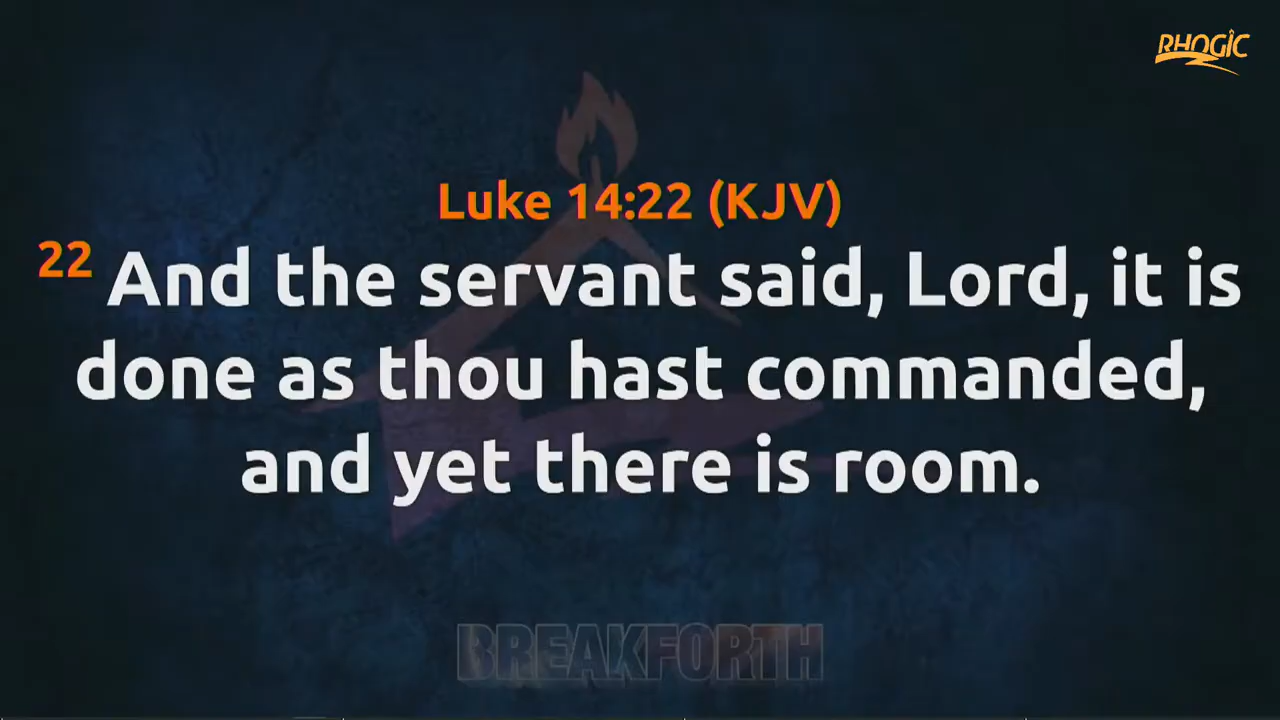 RHOGIC
Luke 14:22 (KJV)
22 And the servant said, Lord, it is
done as thou hast commanded,
and yet there is room.
BREAKFORTH